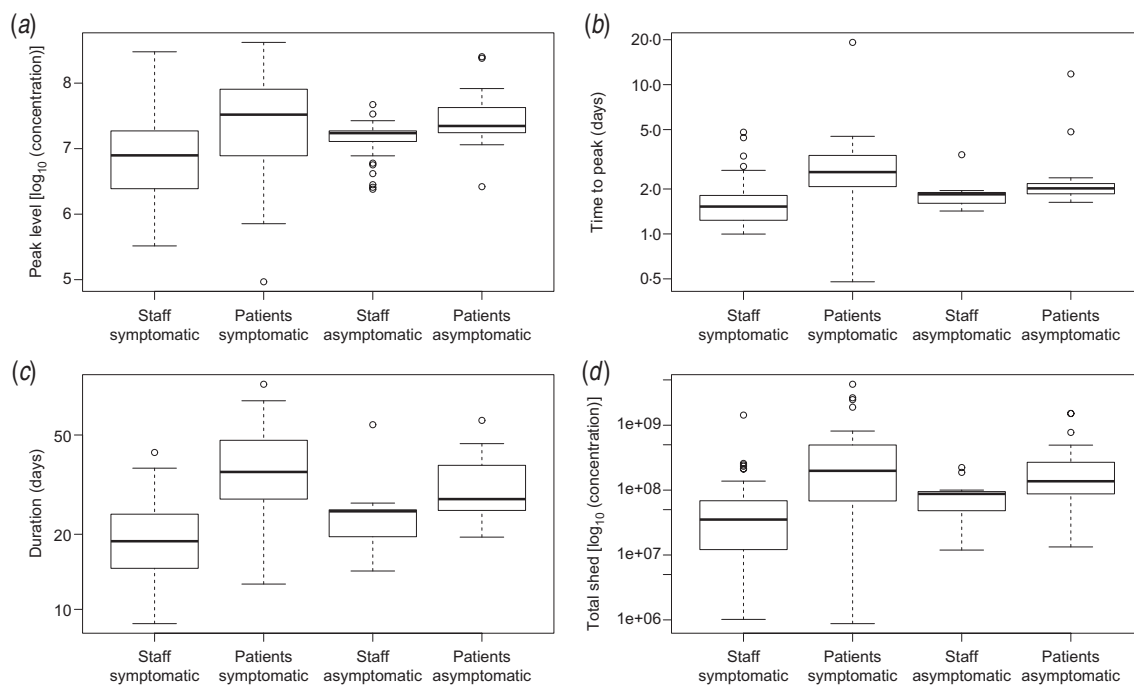 (a)
Peak level [log10 (concentration)]
8
7
6
5
Staff symptomatic
Patients symptomatic
Staff asymptomatic
Patients asymptomatic
(b)
Time to peak (days)
20·0
10·0
5·0
2·0
1·0
0·5
Staff symptomatic
Patients symptomatic
Staff asymptomatic
Patients asymptomatic
(c)
Duration (days)
50
20
10
Staff symptomatic
Patients symptomatic
Staff asymptomatic
Patients asymptomatic
(d)
Total shed [log10 (concentration)]
1e+09
1e+08
1e+07
1e+06
Staff symptomatic
Patients symptomatic
Staff asymptomatic
Patients asymptomatic